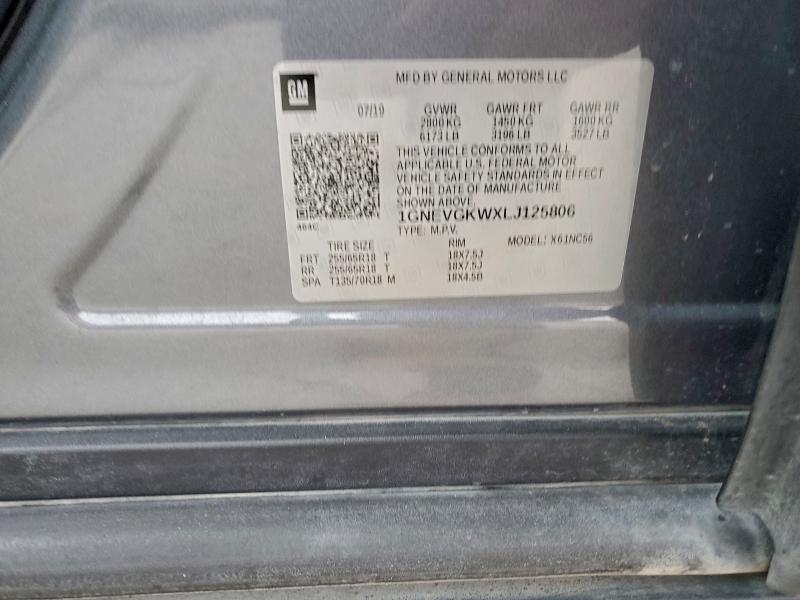 GM
MFD BY GENERAL MOTORS LLC
07/19 GVWR GAWR FRT GAWR RR
2800 KG 1450 KG 1600 KG
6173 LB 3196 LB 3527 LB
THIS VEHICLE CONFORMS TO ALL
APPLICABLE U.S. FEDERAL MOTOR
VEHICLE SAFETY STANDARDS IN EFFECT
ON THE DATE OF MANUFACTURE
SHOWN ABOVE.
484C
1GNEVGKWXLJ125806
TYPE: M.P.V. MODEL: X61NC56
TIRE SIZE RIM
FRT 255/65R18 T 18X7.5J
RR 255/65R18 T 18X7.5J
SPA T135/70R18 M 18X4.5B